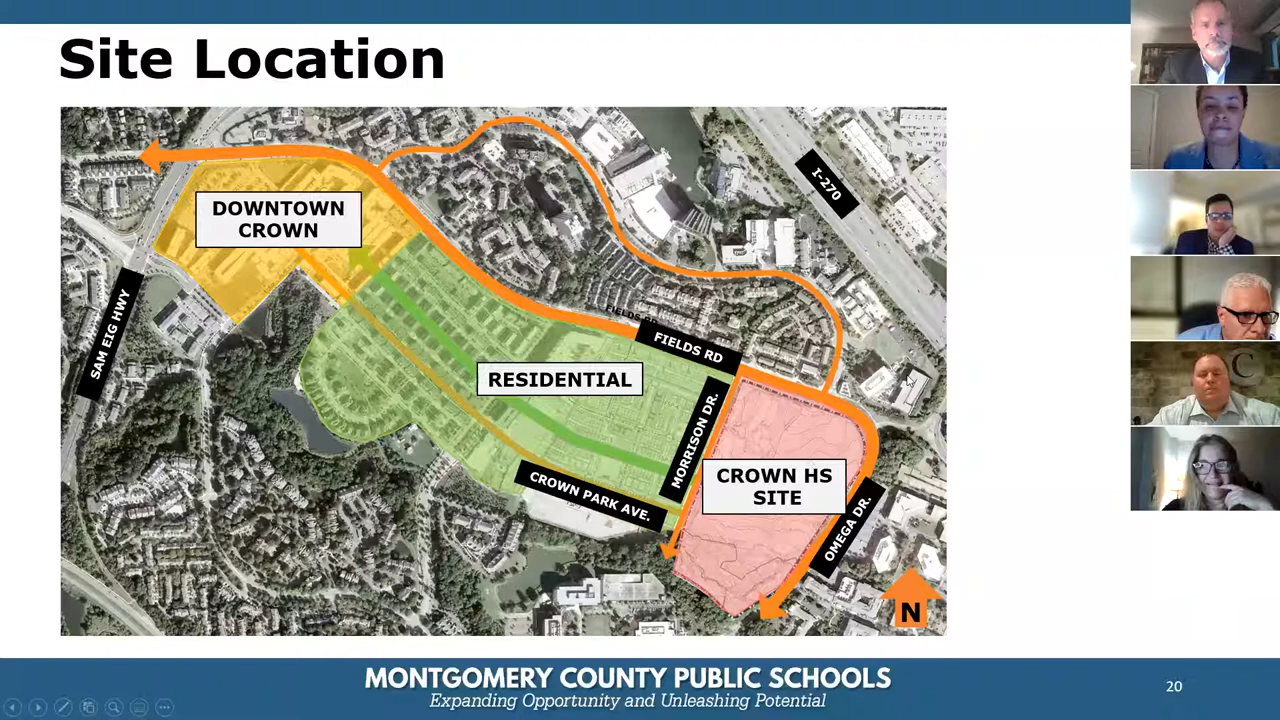 Site Location
I-270
DOWNTOWN
CROWN
SAM EIG HWY
FIELDS RD
RESIDENTIAL
MORRISON DR.
CROWN HS
SITE
CROWN PARK AVE.
OMEGA DR.
N
MONTGOMERY COUNTY PUBLIC SCHOOLS
Expanding Opportunity and Unleashing Potential
20
C